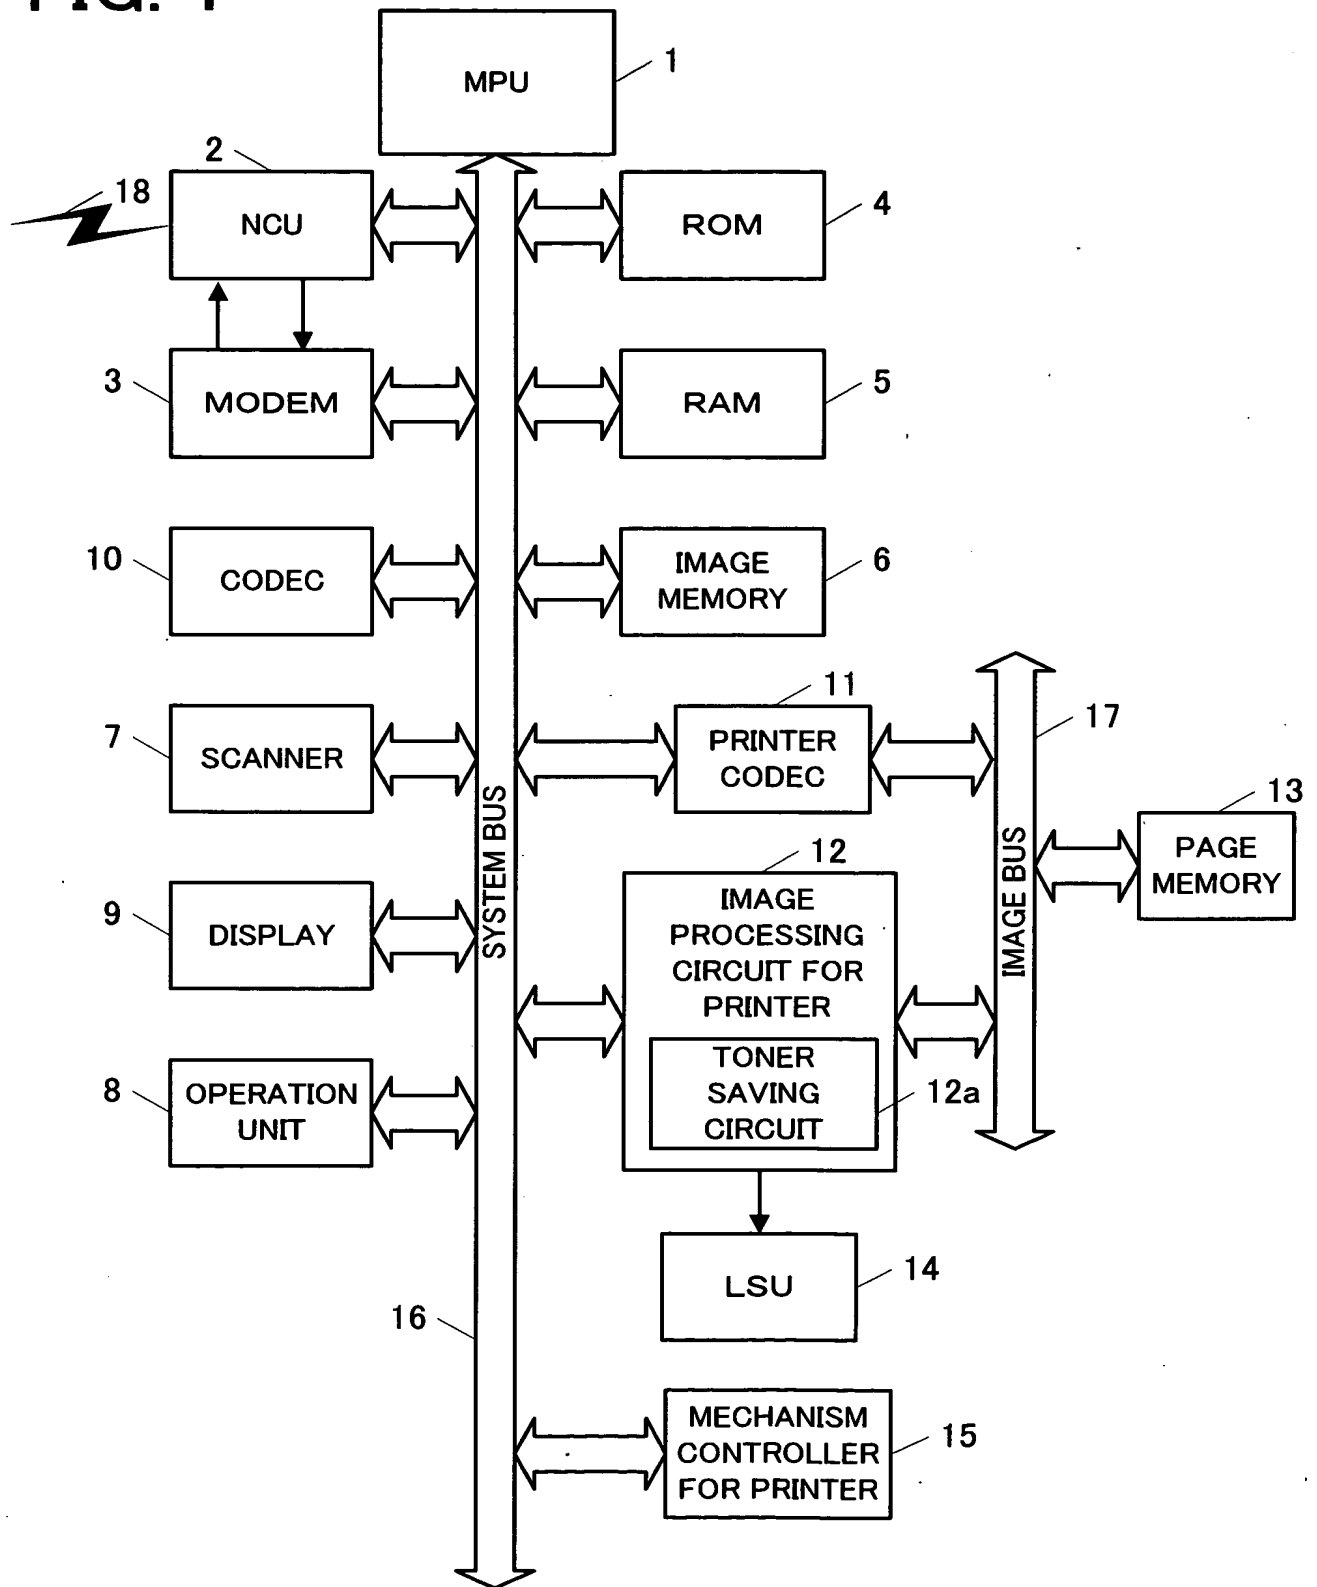 MPU
1
2
18
NCU
ROM
4
3
MODEM
RAM
5
10
CODEC
IMAGE
MEMORY
6
11
17
7
SCANNER
PRINTER
CODEC
13
SYSTEM BUS
IMAGE BUS
PAGE
MEMORY
12
9
DISPLAY
IMAGE
PROCESSING
CIRCUIT FOR
PRINTER
TONER
SAVING
CIRCUIT
12a
8
OPERATION
UNIT
LSU
14
16
MECHANISM
CONTROLLER
FOR PRINTER
15